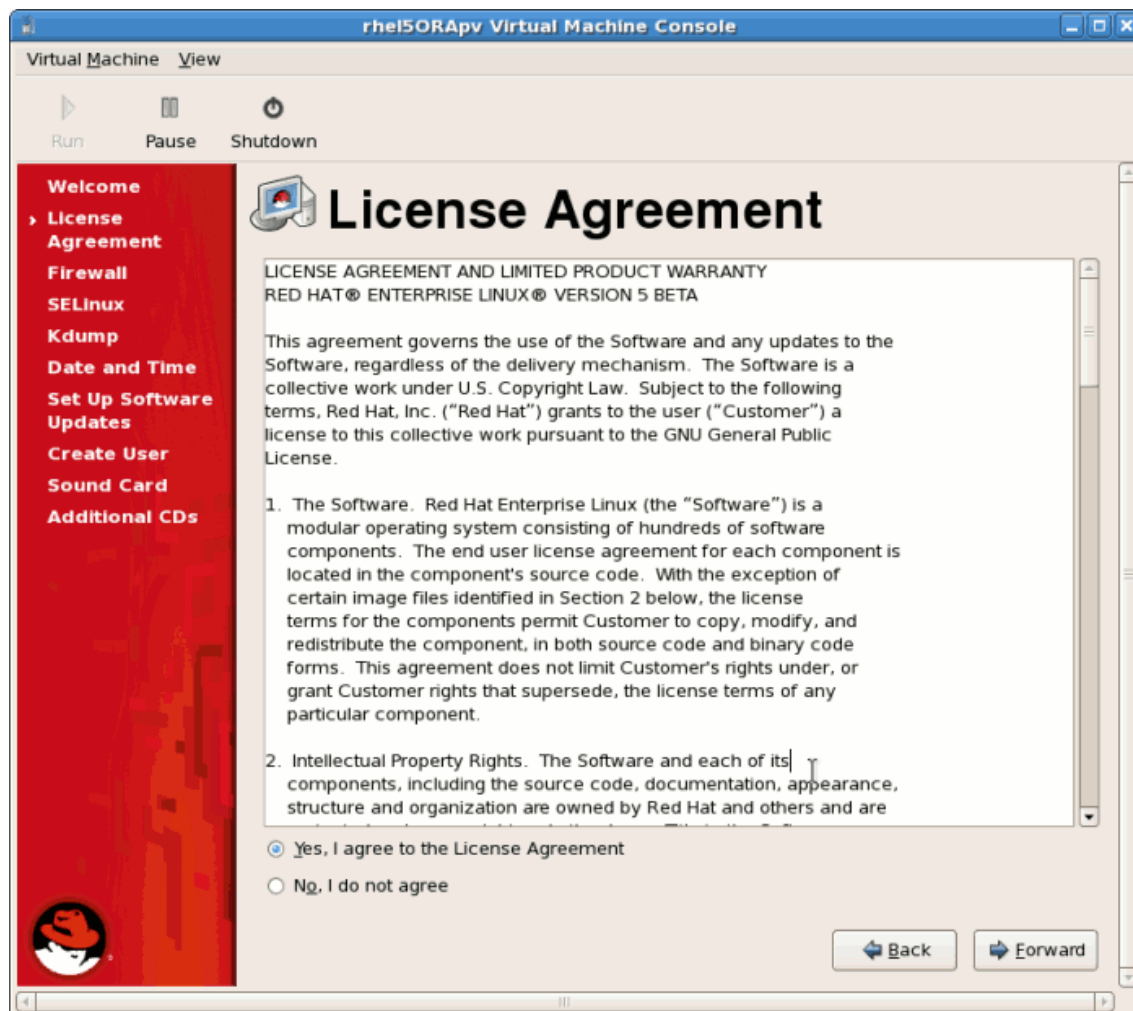 rhel5ORApv Virtual Machine Console
Virtual Machine View
Run Pause Shutdown
Welcome
License
Agreement
Firewall
SELinux
Kdump
Date and Time
Set Up Software
Updates
Create User
Sound Card
Additional CDs
License Agreement
LICENSE AGREEMENT AND LIMITED PRODUCT WARRANTY
RED HAT® ENTERPRISE LINUX® VERSION 5 BETA
This agreement governs the use of the Software and any updates to the
Software, regardless of the delivery mechanism. The Software is a
collective work under U.S. Copyright Law. Subject to the following
terms, Red Hat, Inc. (“Red Hat”) grants to the user (“Customer”) a
license to this collective work pursuant to the GNU General Public
License.
1. The Software. Red Hat Enterprise Linux (the “Software”) is a
modular operating system consisting of hundreds of software
components. The end user license agreement for each component is
located in the component's source code. With the exception of
certain image files identified in Section 2 below, the license
terms for the components permit Customer to copy, modify, and
redistribute the component, in both source code and binary code
forms. This agreement does not limit Customer's rights under, or
grant Customer rights that supersede, the license terms of any
particular component.
2. Intellectual Property Rights. The Software and each of its
components, including the source code, documentation, appearance,
structure and organization are owned by Red Hat and others and are
Yes, I agree to the License Agreement
No, I do not agree
Back Forward